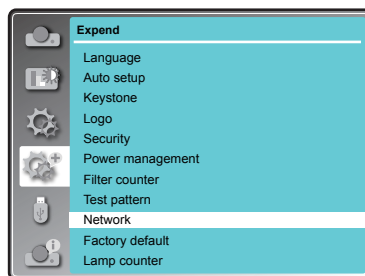 Expend
Language
Auto setup
Keystone
Logo
Security
Power management
Filter counter
Test pattern
Network
Factory default
Lamp counter